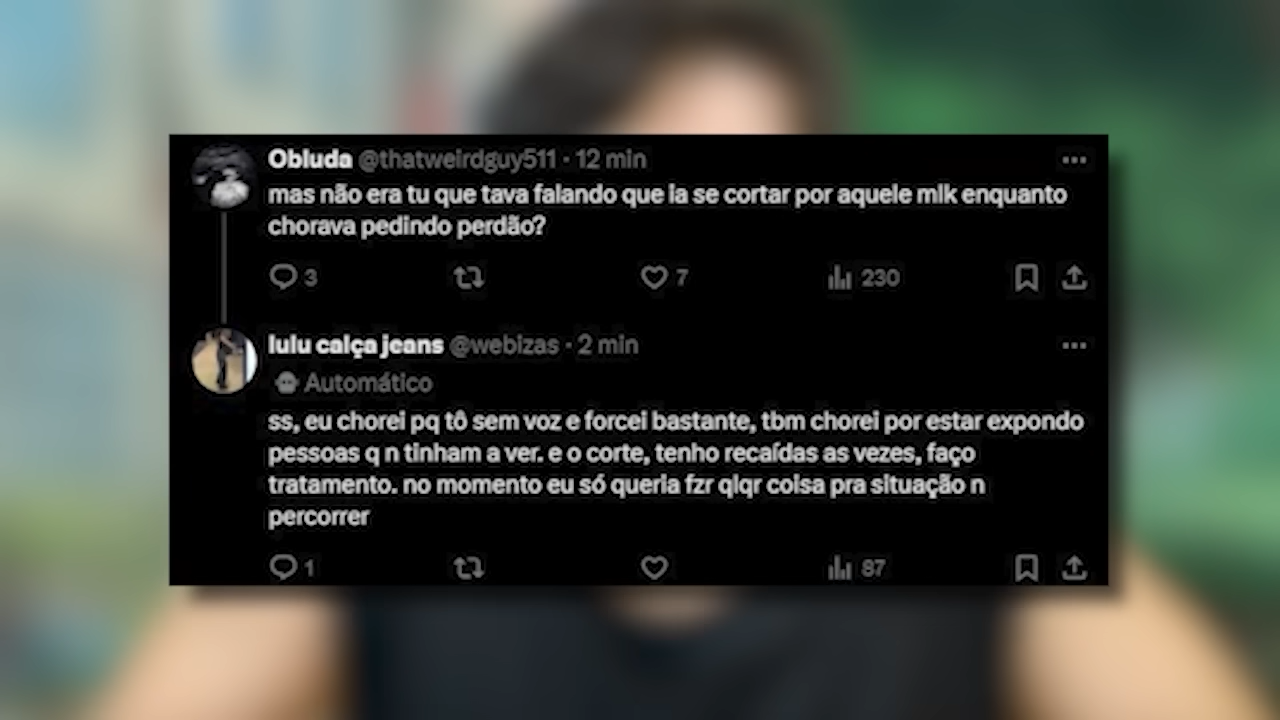 Obluda @thatweirdguy511 · 12 min
mas não era tu que tava falando que ia se cortar por aquele mlk enquanto
chorava pedindo perdão?
3 7 230
lulu calça jeans @webizas · 2 min
Automático
ss, eu chorei pq tô sem voz e forcei bastante, tbm chorei por estar expondo
pessoas q n tinham a ver. e o corte, tenho recaídas as vezes, faço
tratamento. no momento eu só queria fzr qlqr coisa pra situação n
percorrer
1 87